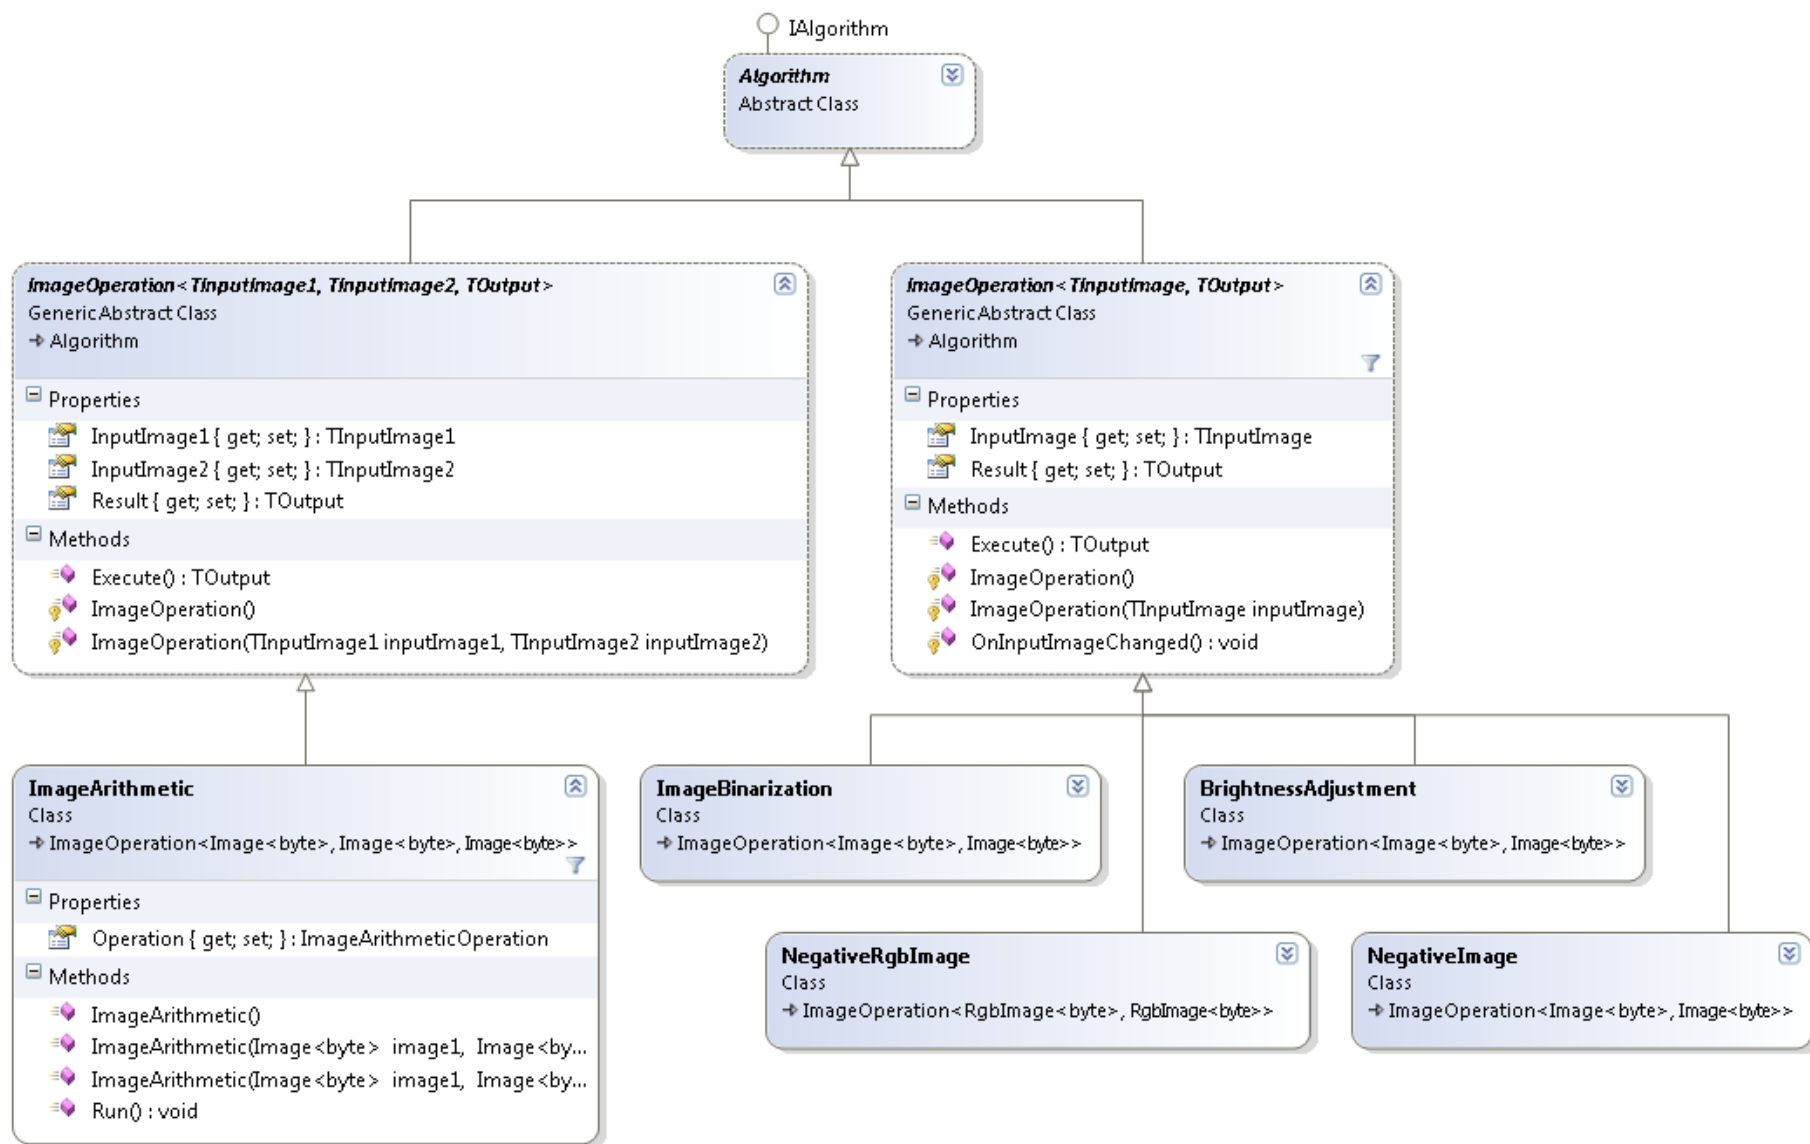 IAlgorithm
Algorithm
Abstract Class
ImageOperation<TInputImage1, TInputImage2, TOutput>
Generic Abstract Class
Algorithm
Properties
InputImage1 { get; set; } : TInputImage1
InputImage2 { get; set; } : TInputImage2
Result { get; set; } : TOutput
Methods
Execute() : TOutput
ImageOperation()
ImageOperation(TInputImage1 inputImage1, TInputImage2 inputImage2)
ImageOperation<TInputImage, TOutput>
Generic Abstract Class
Algorithm
Properties
InputImage { get; set; } : TInputImage
Result { get; set; } : TOutput
Methods
Execute() : TOutput
ImageOperation()
ImageOperation(TInputImage inputImage)
OnInputImageChanged() : void
ImageArithmetic
Class
ImageOperation<Image<byte>, Image<byte>, Image<byte>>
Properties
Operation { get; set; } : ImageArithmeticOperation
Methods
ImageArithmetic()
ImageArithmetic(Image<byte> image1, Image<by...
ImageArithmetic(Image<byte> image1, Image<by...
Run() : void
ImageBinarization
Class
ImageOperation<Image<byte>, Image<byte>>
BrightnessAdjustment
Class
ImageOperation<Image<byte>, Image<byte>>
NegativeRgbImage
Class
ImageOperation<RgbImage<byte>, RgbImage<byte>>
NegativeImage
Class
ImageOperation<Image<byte>, Image<byte>>